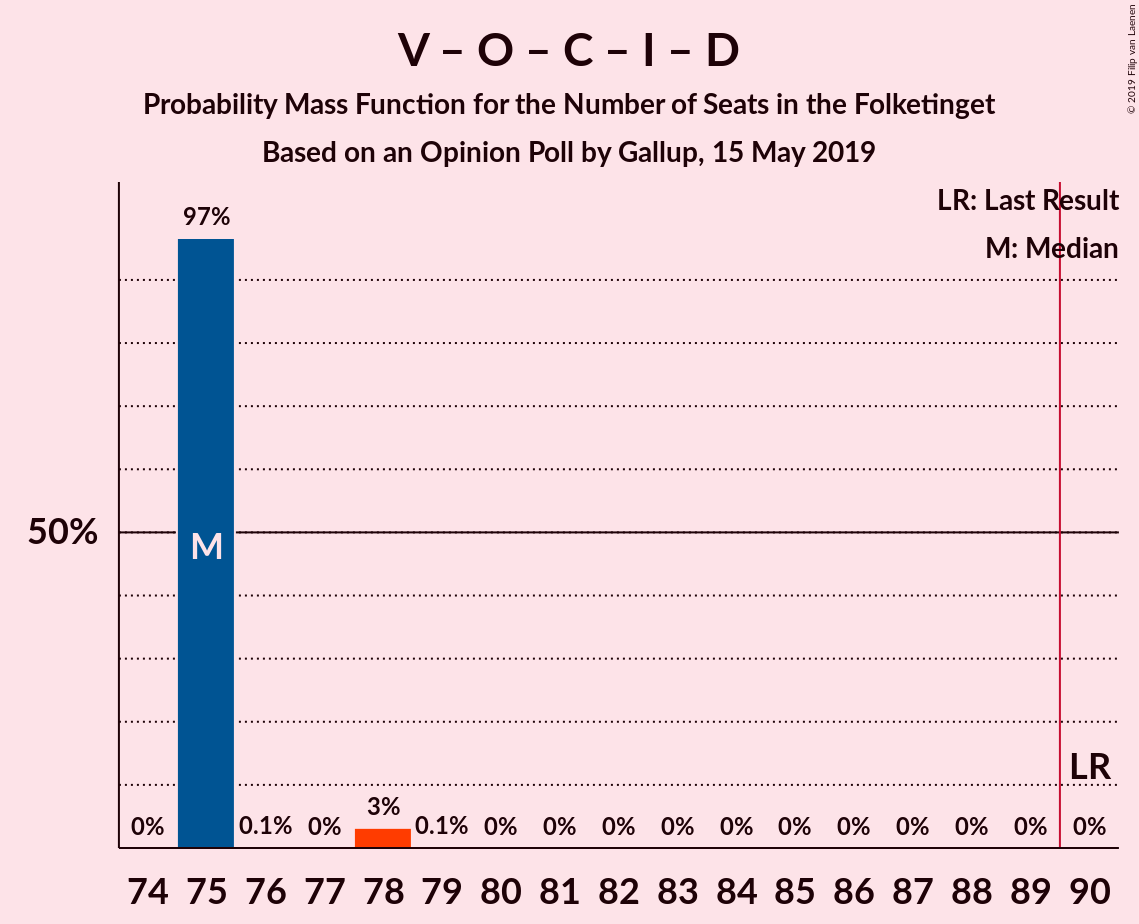 V – O – C – I – D
Probability Mass Function for the Number of Seats in the Folketinget
Based on an Opinion Poll by Gallup, 15 May 2019
© 2019 Filip van Laenen
LR: Last Result
M: Median
97%
50%
M
LR
3%
0% 0.1% 0% 0.1% 0% 0% 0% 0% 0% 0% 0% 0% 0% 0% 0%
74 75 76 77 78 79 80 81 82 83 84 85 86 87 88 89 90